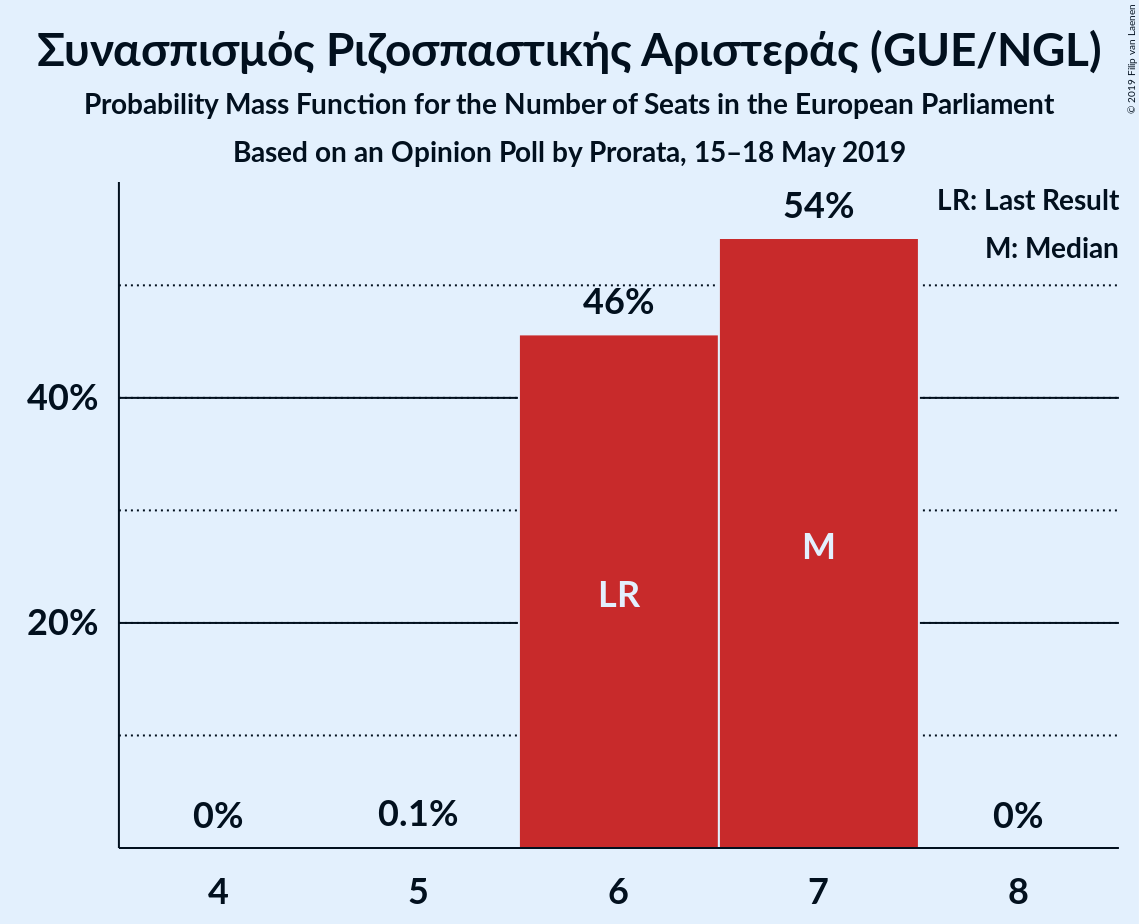 Συνασπισμός Ριζοσπαστικής Αριστεράς (GUE/NGL)
Probability Mass Function for the Number of Seats in the European Parliament
Based on an Opinion Poll by Prorata, 15–18 May 2019
© 2019 Filip van Laenen
LR: Last Result
M: Median
54%
46%
40%
M
LR
20%
0%
0.1%
0%
4
5
6
7
8